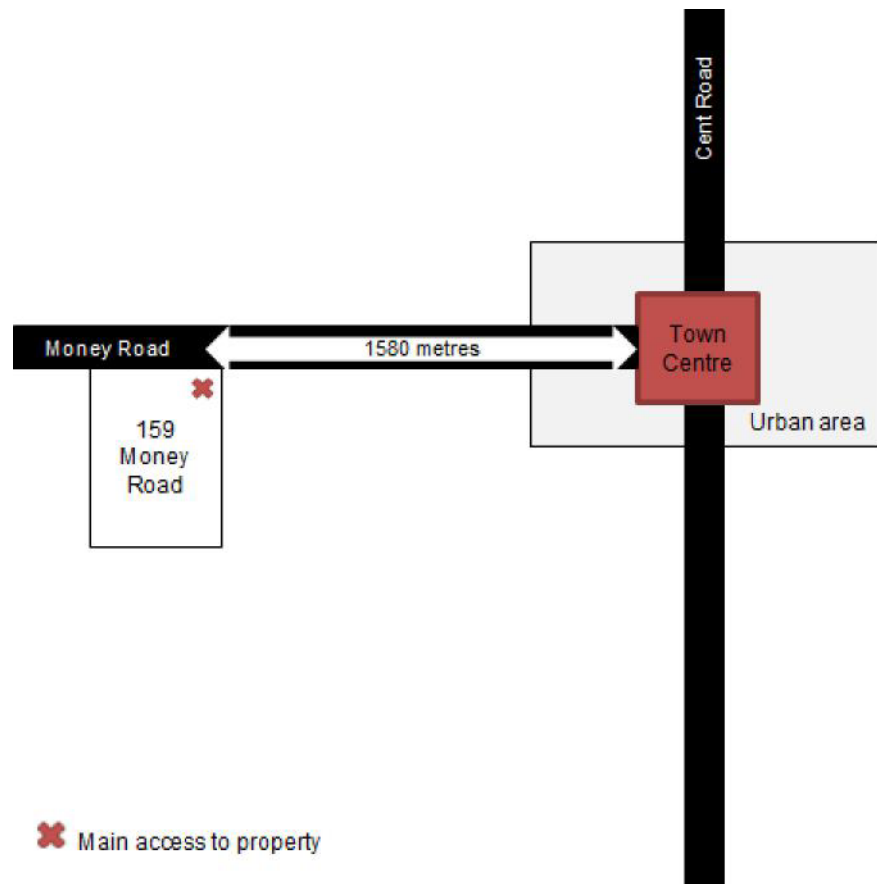 Cent Road
Money Road
1580 metres
Town
Centre
Urban area
159
Money
Road
Main access to property